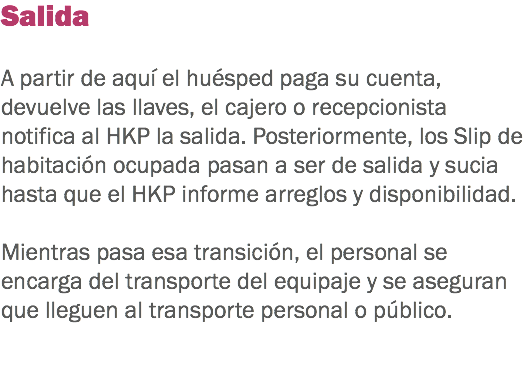 Salida
A partir de aquí el huésped paga su cuenta,
devuelve las llaves, el cajero o recepcionista
notifica al HKP la salida. Posteriormente, los Slip de
habitación ocupada pasan a ser de salida y sucia
hasta que el HKP informe arreglos y disponibilidad.
Mientras pasa esa transición, el personal se
encarga del transporte del equipaje y se aseguran
que lleguen al transporte personal o público.